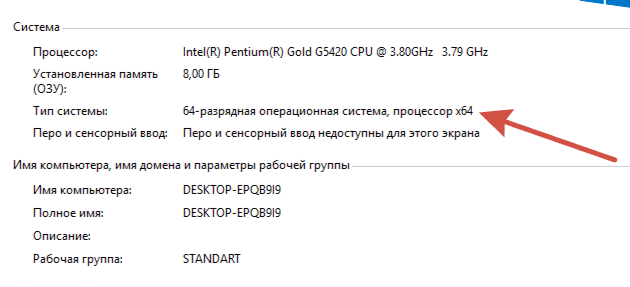 Система
Процессор: Intel(R) Pentium(R) Gold G5420 CPU @ 3.80GHz 3.79 GHz
Установленная память 8,00 ГБ
(ОЗУ):
Тип системы: 64-разрядная операционная система, процессор x64
Перо и сенсорный ввод: Перо и сенсорный ввод недоступны для этого экрана
Имя компьютера, имя домена и параметры рабочей группы
Имя компьютера: DESKTOP-EPQB9I9
Полное имя: DESKTOP-EPQB9I9
Описание:
Рабочая группа: STANDART